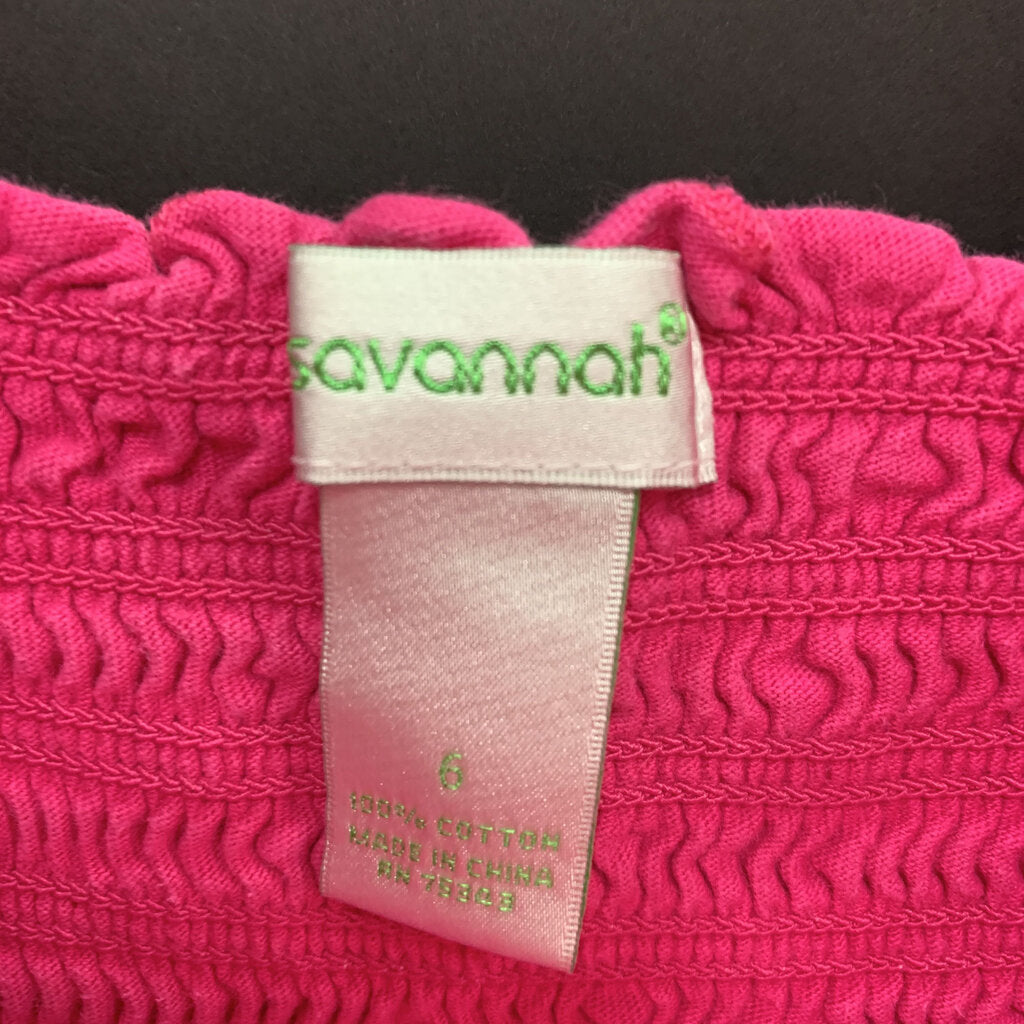 savannah®
6
100% COTTON
MADE IN CHINA
RN 75343